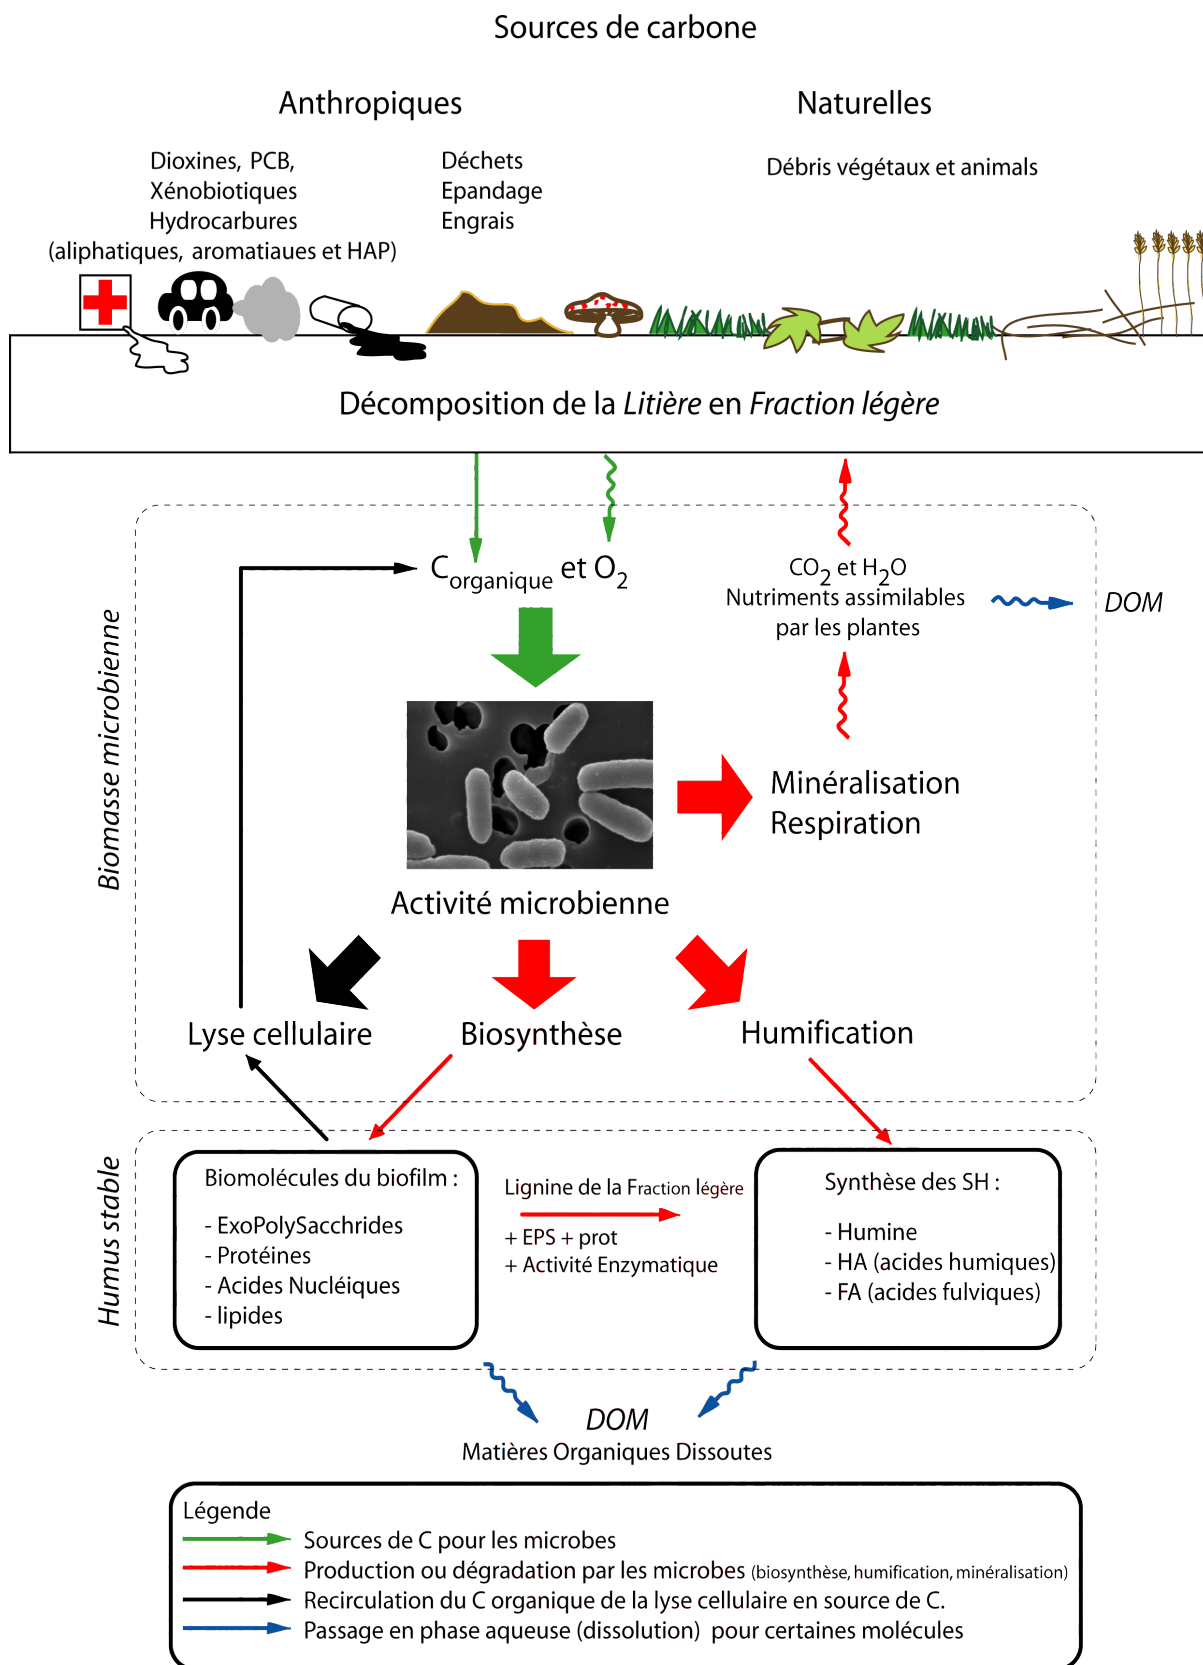 Sources de carbone
Anthropiques
Naturelles
Dioxines, PCB,
Xénobiotiques
Hydrocarbures
(aliphatiques, aromatiaues et HAP)
Déchets
Epandage
Engrais
Débris végétaux et animals
Décomposition de la Litière en Fraction légère
Corganique et O2
CO2 et H2O
Nutriments assimilables
par les plantes
DOM
Biomasse microbienne
Minéralisation
Respiration
Activité microbienne
Lyse cellulaire
Biosynthèse
Humification
Humus stable
Biomolécules du biofilm :
- ExoPolySacchrides
- Protéines
- Acides Nucléiques
- lipides
Lignine de la Fraction légère
+ EPS + prot
+ Activité Enzymatique
Synthèse des SH :
- Humine
- HA (acides humiques)
- FA (acides fulviques)
DOM
Matières Organiques Dissoutes
Légende
Sources de C pour les microbes
Production ou dégradation par les microbes (biosynthèse, humification, minéralisation)
Recirculation du C organique de la lyse cellulaire en source de C.
Passage en phase aqueuse (dissolution) pour certaines molécules